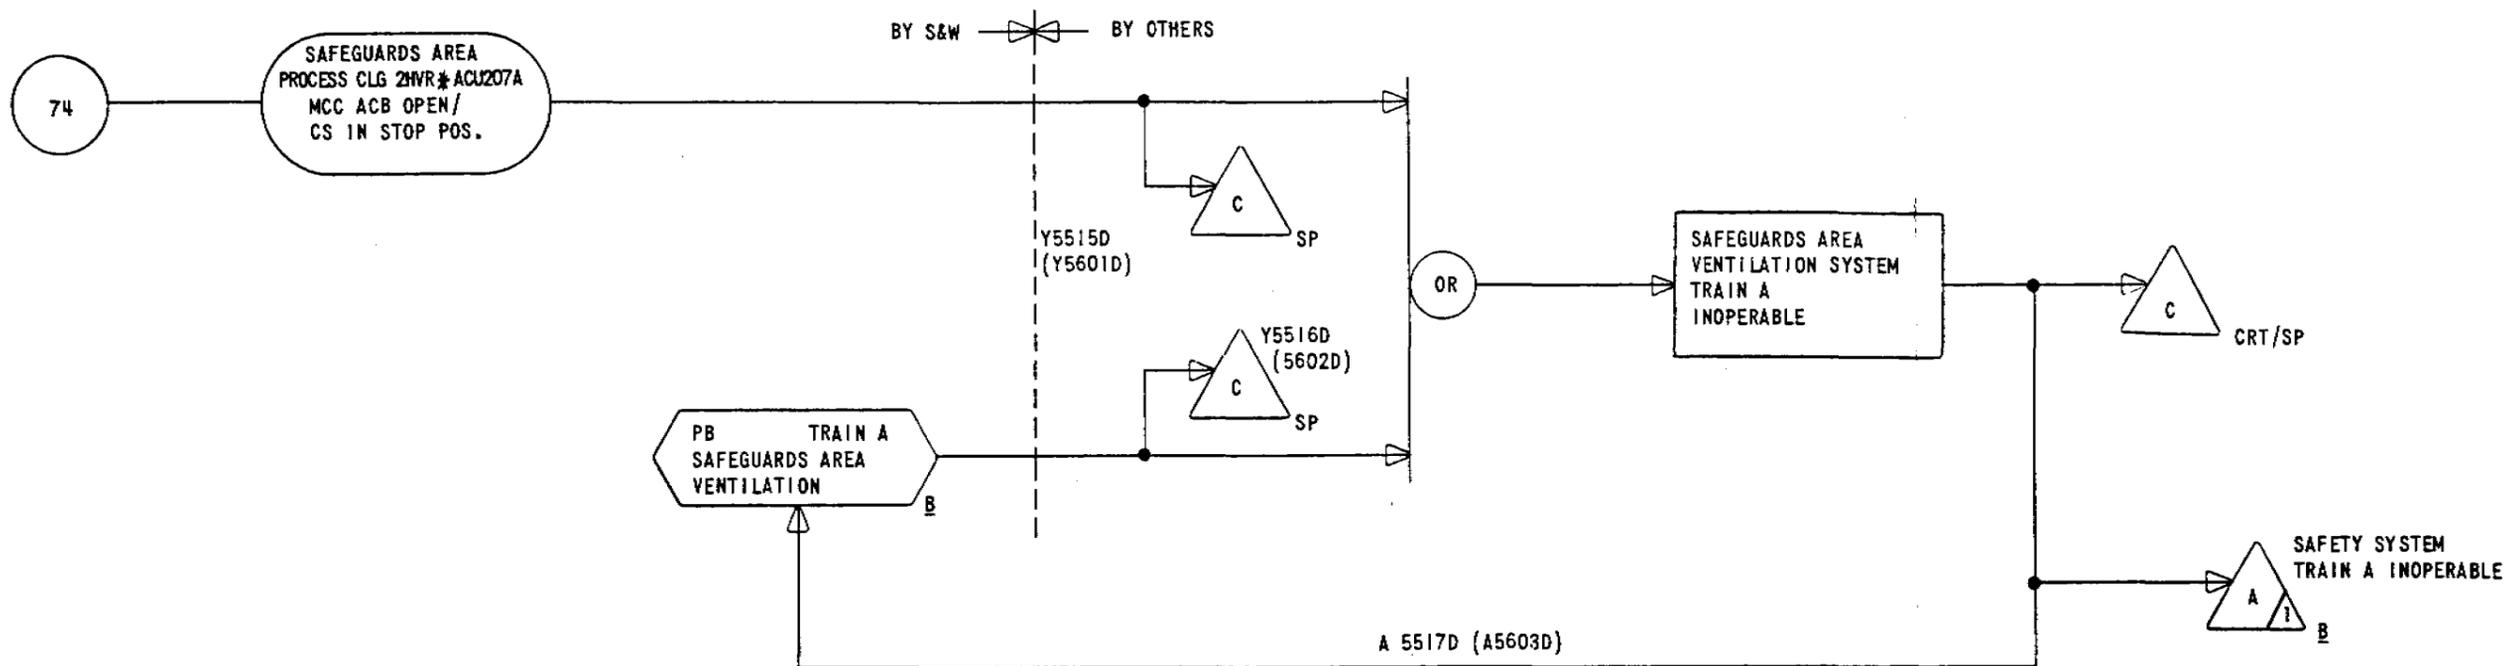 BY S&W
BY OTHERS
74
SAFEGUARDS AREA
PROCESS CLG 2HVR*ACU207A
MCC ACB OPEN/
CS IN STOP POS.
C
SP
Y5515D
(Y5601D)
OR
SAFEGUARDS AREA
VENTILATION SYSTEM
TRAIN A
INOPERABLE
C
CRT/SP
Y5516D
(5602D)
C
SP
PB TRAIN A
SAFEGUARDS AREA
VENTILATION
B
SAFETY SYSTEM
TRAIN A INOPERABLE
A
1
B
A 5517D (A5603D)